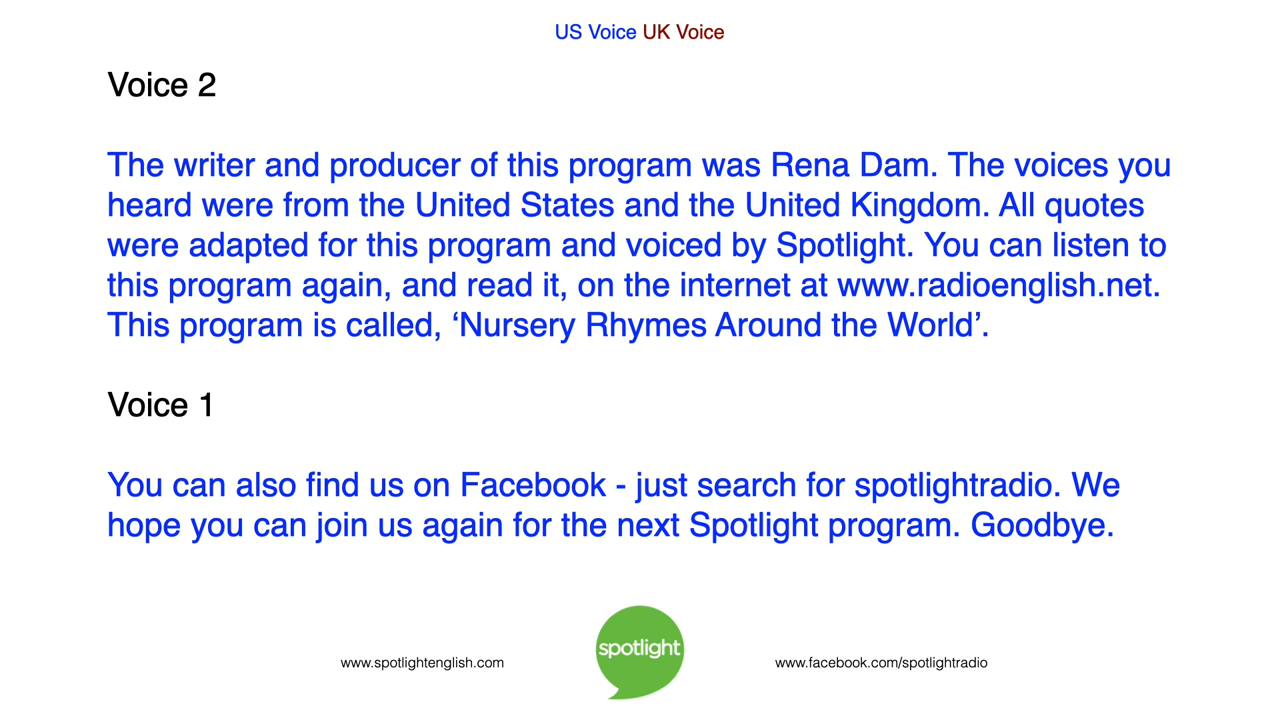 US Voice UK Voice
Voice 2
The writer and producer of this program was Rena Dam. The voices you
heard were from the United States and the United Kingdom. All quotes
were adapted for this program and voiced by Spotlight. You can listen to
this program again, and read it, on the internet at www.radioenglish.net.
This program is called, ‘Nursery Rhymes Around the World’.
Voice 1
You can also find us on Facebook - just search for spotlightradio. We
hope you can join us again for the next Spotlight program. Goodbye.
www.spotlightenglish.com
spotlight
www.facebook.com/spotlightradio